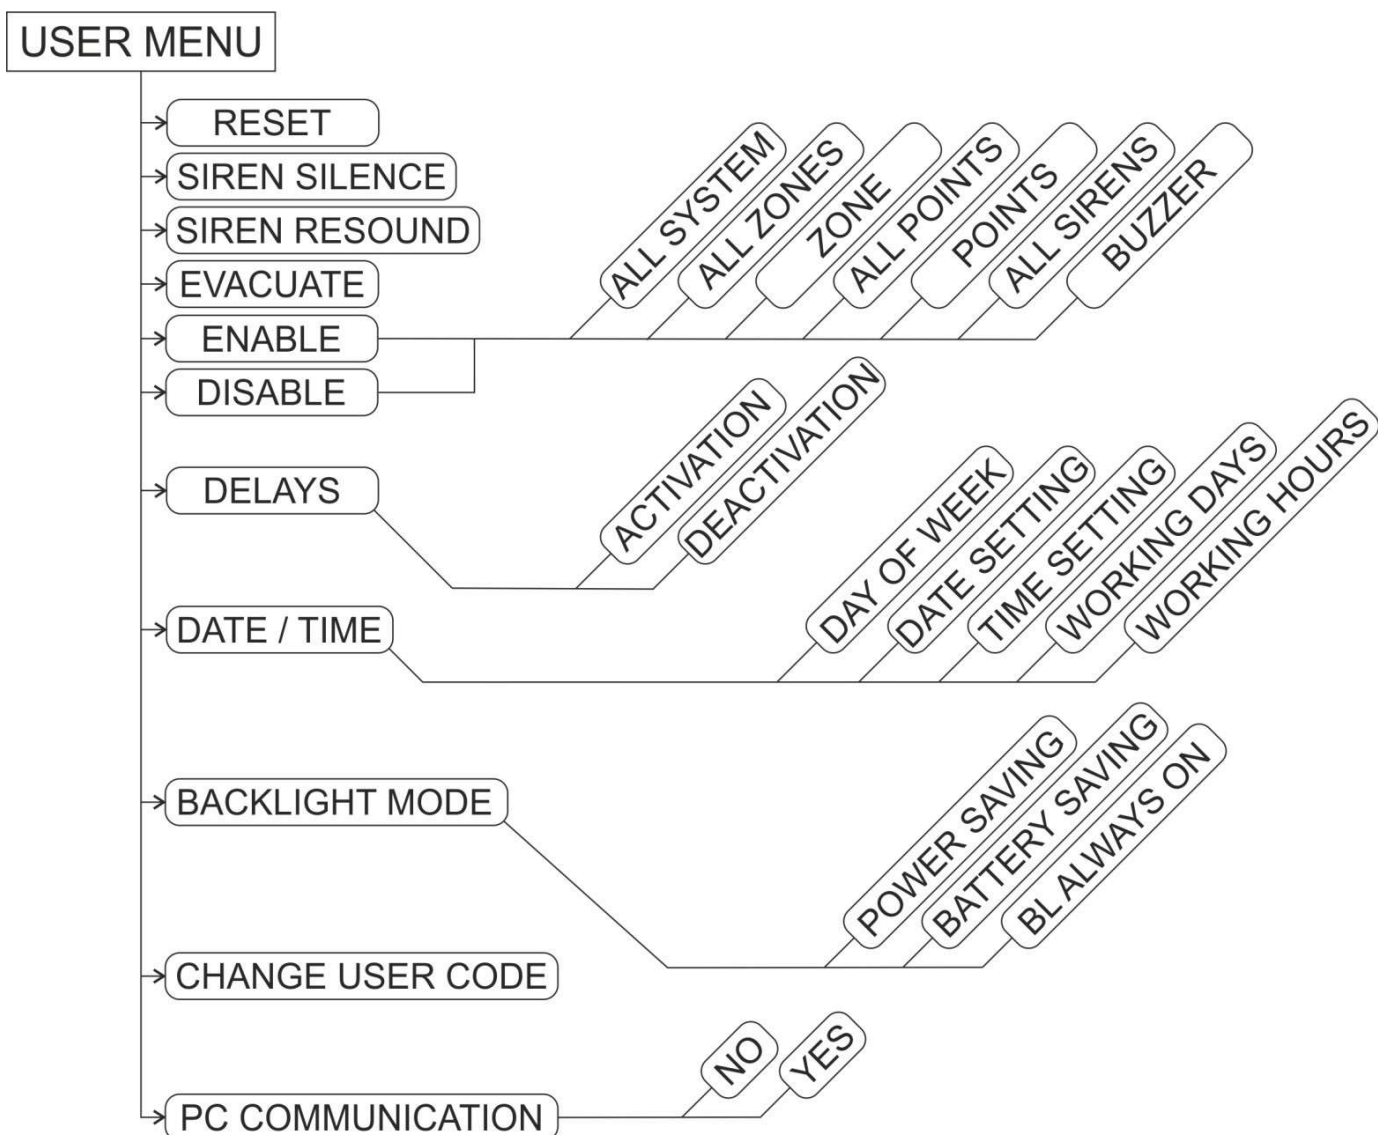 USER MENU
RESET
SIREN SILENCE
SIREN RESOUND
EVACUATE
ENABLE
DISABLE
ALL SYSTEM
ALL ZONES
ZONE
ALL POINTS
POINTS
ALL SIRENS
BUZZER
DELAYS
ACTIVATION
DEACTIVATION
DATE / TIME
DAY OF WEEK
DATE SETTING
TIME SETTING
WORKING DAYS
WORKING HOURS
BACKLIGHT MODE
POWER SAVING
BATTERY SAVING
BL ALWAYS ON
CHANGE USER CODE
PC COMMUNICATION
NO
YES